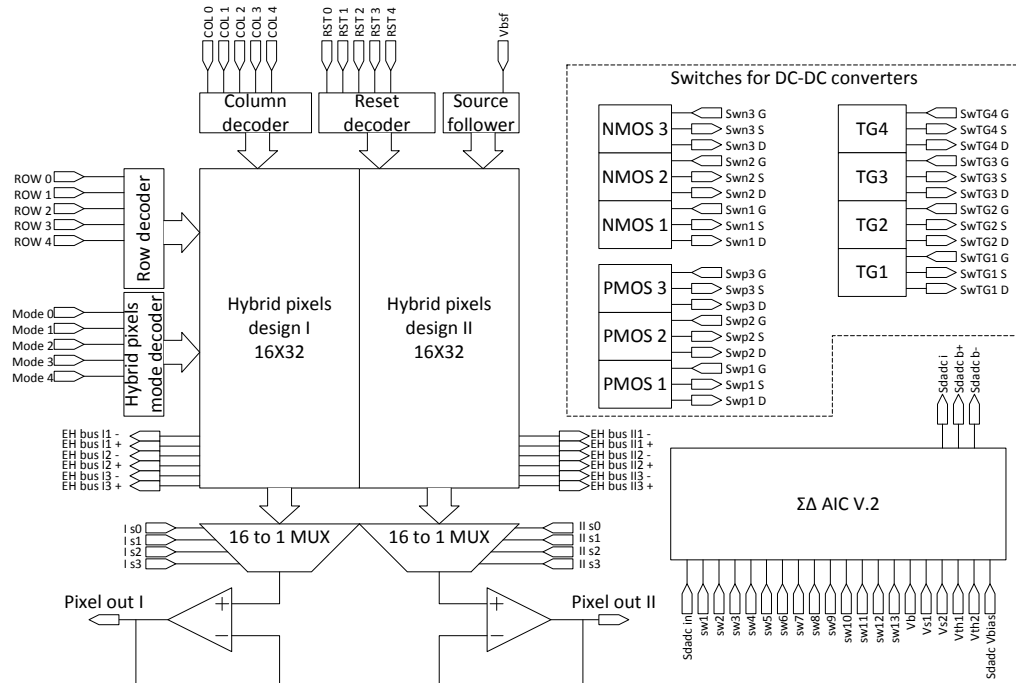 COL 0
COL 1
COL 2
COL 3
COL 4
RST 0
RST 1
RST 2
RST 3
RST 4
Vbsf
Column
decoder
Reset
decoder
Source
follower
ROW 0
ROW 1
ROW 2
ROW 3
ROW 4
Row decoder
Mode 0
Mode 1
Mode 2
Mode 3
Mode 4
Hybrid pixels
mode decoder
Hybrid pixels
design I
16X32
Hybrid pixels
design II
16X32
EH bus I1 -
EH bus I1 +
EH bus I2 -
EH bus I2 +
EH bus I3 -
EH bus I3 +
EH bus II1 -
EH bus II1 +
EH bus II2 -
EH bus II2 +
EH bus II3 -
EH bus II3 +
I s0
I s1
I s2
I s3
16 to 1 MUX
16 to 1 MUX
II s0
II s1
II s2
II s3
Pixel out I
+
−
+
−
Pixel out II
Switches for DC-DC converters
NMOS 3
NMOS 2
NMOS 1
Swn3 G
Swn3 S
Swn3 D
Swn2 G
Swn2 S
Swn2 D
Swn1 G
Swn1 S
Swn1 D
PMOS 3
PMOS 2
PMOS 1
Swp3 G
Swp3 S
Swp3 D
Swp2 G
Swp2 S
Swp2 D
Swp1 G
Swp1 S
Swp1 D
TG4
TG3
TG2
TG1
SwTG4 G
SwTG4 S
SwTG4 D
SwTG3 G
SwTG3 S
SwTG3 D
SwTG2 G
SwTG2 S
SwTG2 D
SwTG1 G
SwTG1 S
SwTG1 D
Sdadc i
Sdadc b+
Sdadc b-
ΣΔ AIC V.2
Sdadc in
sw1
sw2
sw3
sw4
sw5
sw6
sw7
sw8
sw9
sw10
sw11
sw12
sw13
Vb
Vs1
Vs2
Vth1
Vth2
Sdadc Vbias